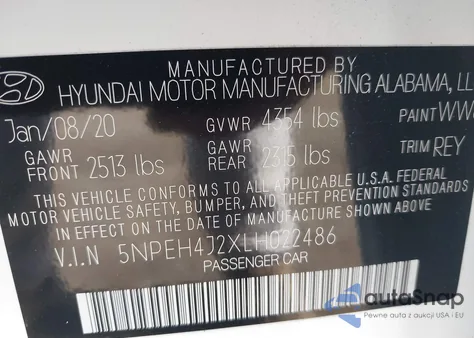 MANUFACTURED BY
HYUNDAI MOTOR MANUFACTURING ALABAMA, LL
Jan/08/20 GVWR 4354 lbs PAINT WW
GAWR FRONT 2513 lbs GAWR REAR 2315 lbs TRIM REY
THIS VEHICLE CONFORMS TO ALL APPLICABLE U.S.A. FEDERAL
MOTOR VEHICLE SAFETY, BUMPER, AND THEFT PREVENTION STANDARDS
IN EFFECT ON THE DATE OF MANUFACTURE SHOWN ABOVE.
V.I.N 5NPEH4J2XLH022486
PASSENGER CAR
autoSnap
Pewne auta z aukcji USA i EU